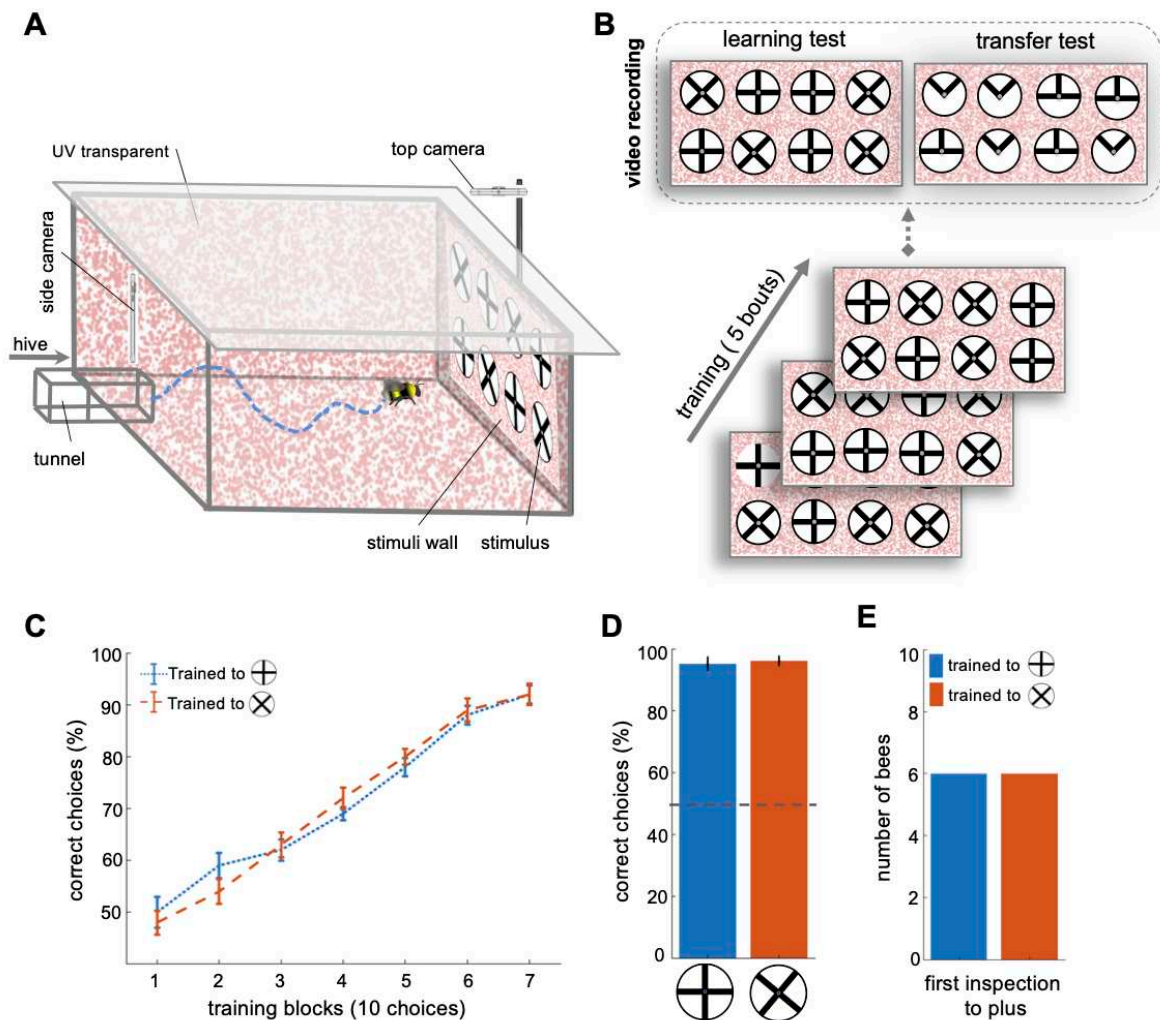 A
UV transparent
top camera
side camera
hive
tunnel
stimuli wall
stimulus
B
learning test
transfer test
video recording
training ( 5 bouts)
C
100
90
80
70
60
50
correct choices (%)
Trained to
Trained to
1 2 3 4 5 6 7
training blocks (10 choices)
D
100
80
60
40
20
0
correct choices (%)
E
10
8
6
4
2
0
number of bees
trained to
trained to
first inspection
to plus